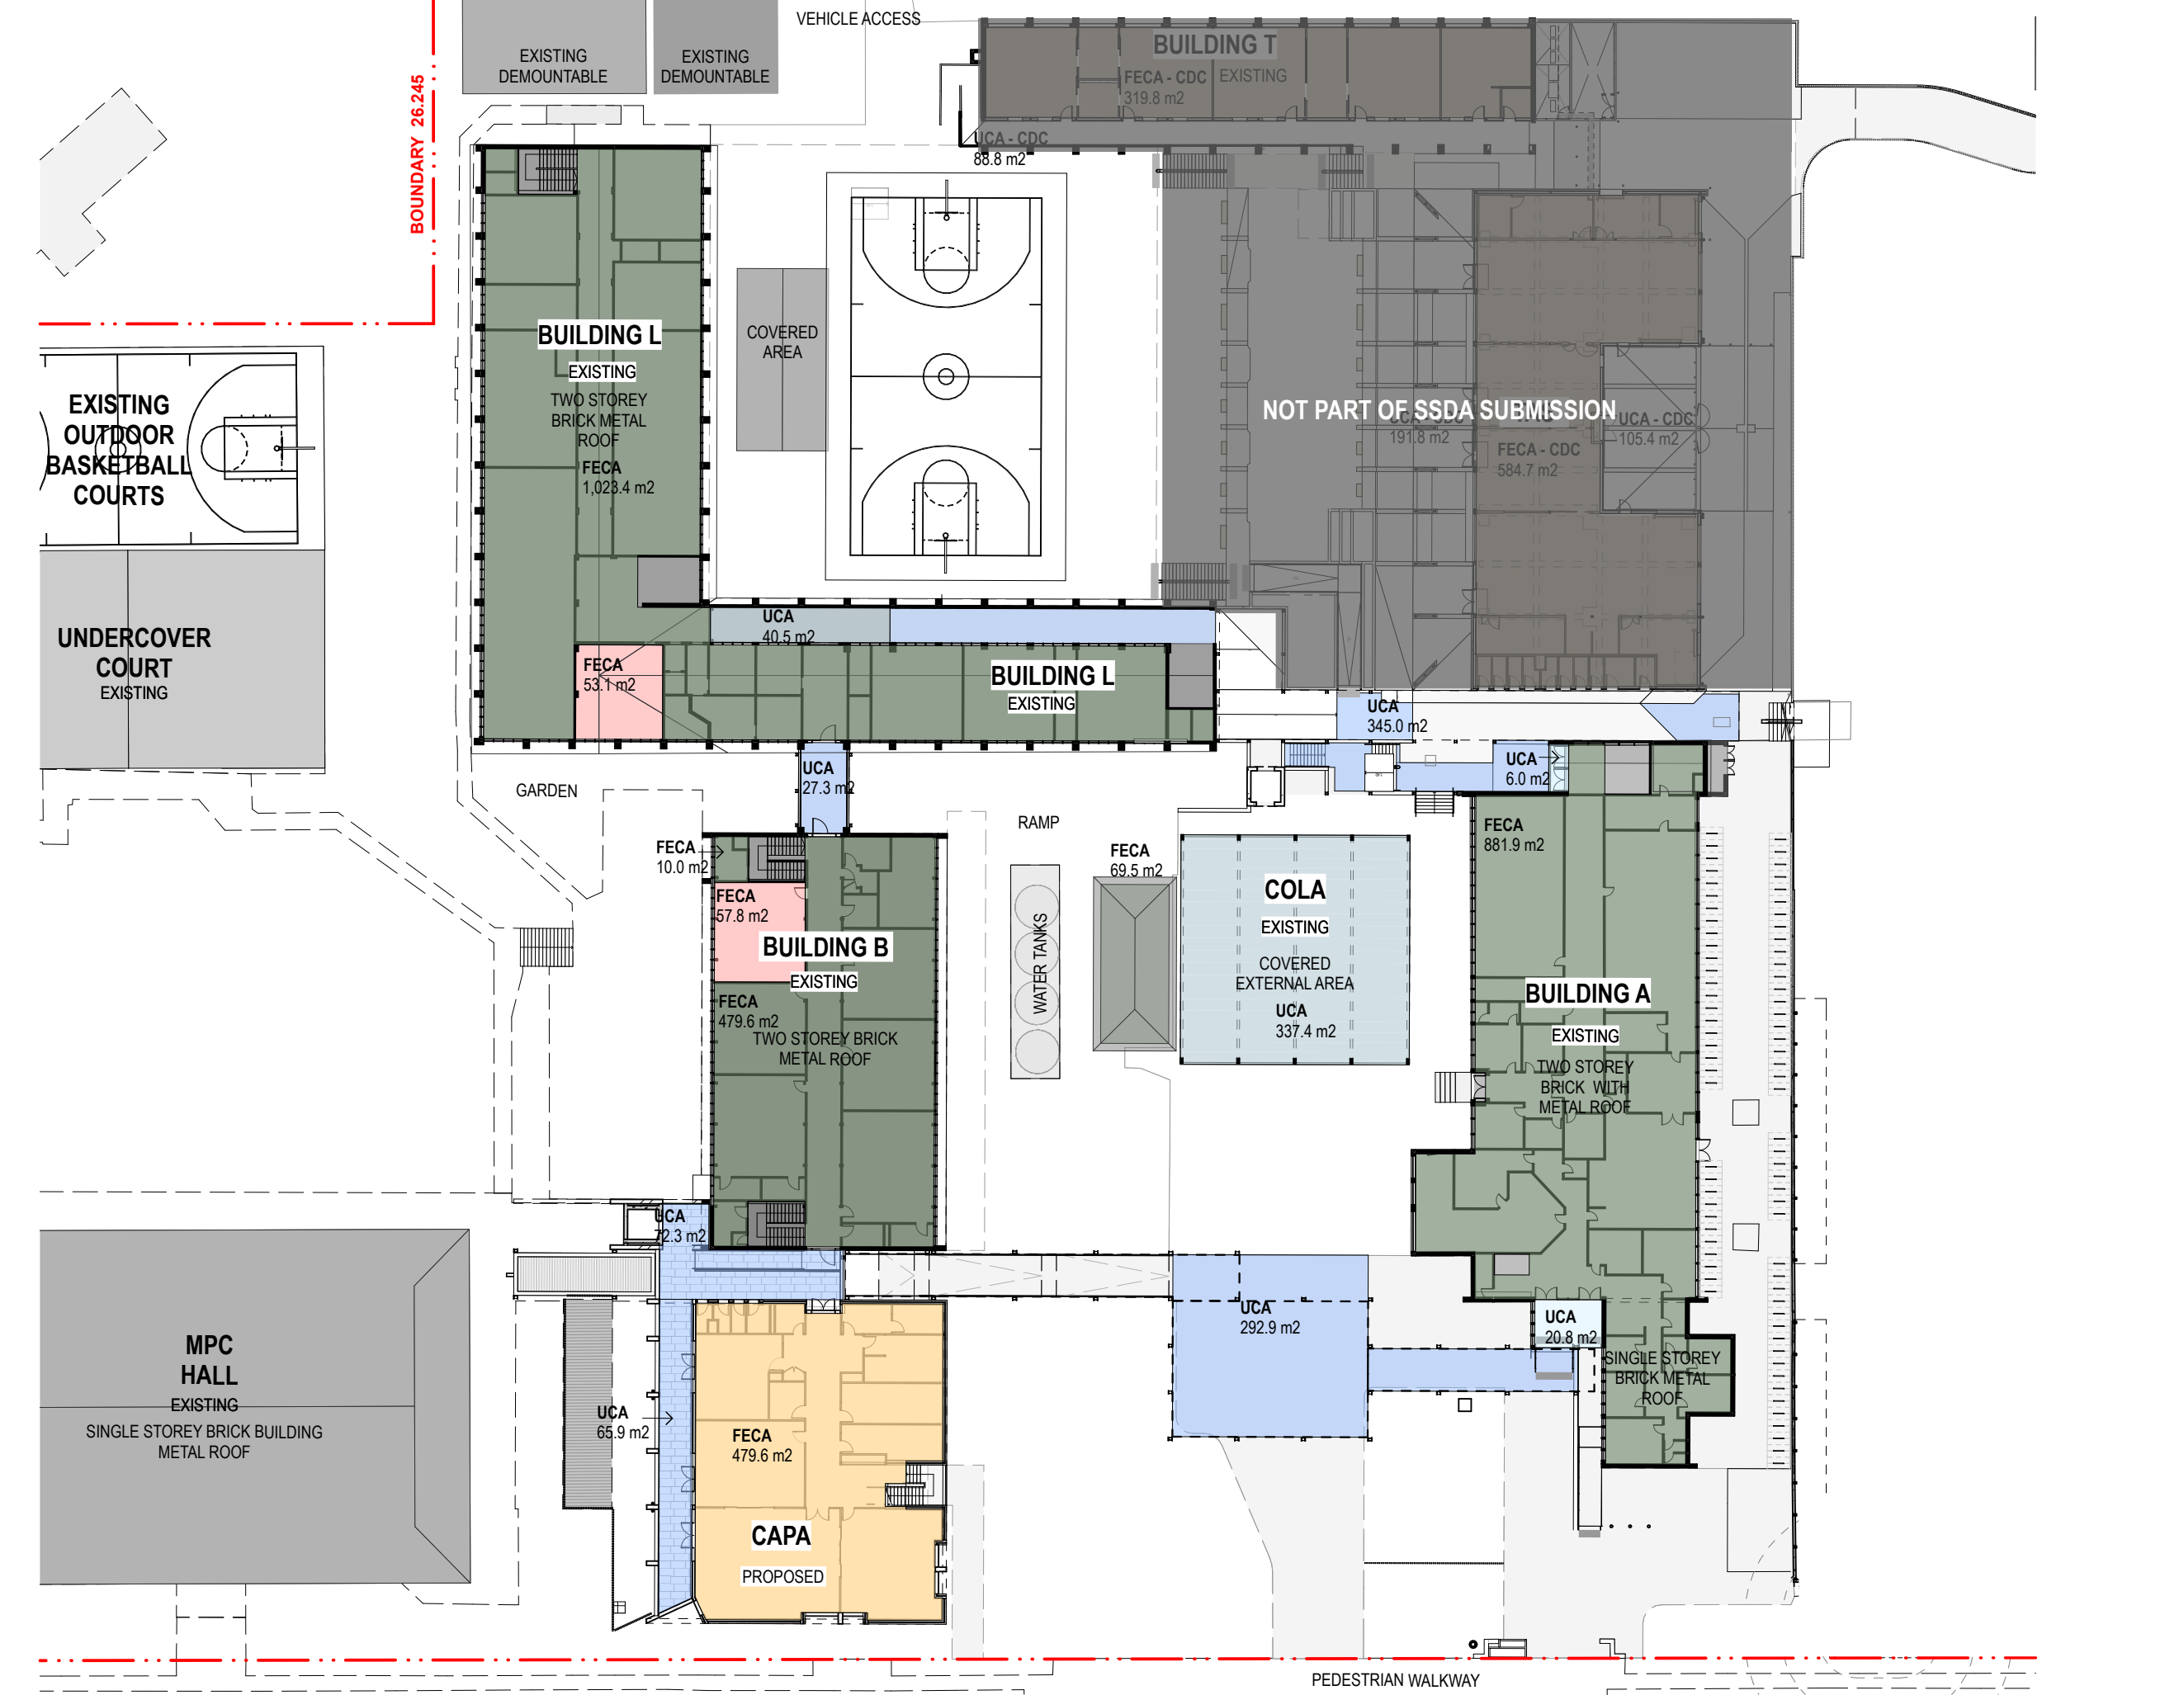 VEHICLE ACCESS
EXISTING
DEMOUNTABLE
EXISTING
DEMOUNTABLE
BOUNDARY 26.245
BUILDING T
FECA - CDC
319.8 m2
EXISTING
UCA - CDC
88.8 m2
BUILDING L
EXISTING
TWO STOREY
BRICK METAL
ROOF
FECA
1,023.4 m2
COVERED
AREA
NOT PART OF SSDA SUBMISSION
191.8 m2
FECA - CDC
584.7 m2
UCA - CDC
105.4 m2
EXISTING
OUTDOOR
BASKETBALL
COURTS
UNDERCOVER
COURT
EXISTING
UCA
40.5 m2
FECA
53.1 m2
BUILDING L
EXISTING
UCA
345.0 m2
UCA
6.0 m2
UCA
27.3 m2
GARDEN
RAMP
FECA
10.0 m2
FECA
57.8 m2
BUILDING B
EXISTING
FECA
479.6 m2
TWO STOREY BRICK
METAL ROOF
WATER TANKS
FECA
69.5 m2
COLA
EXISTING
COVERED
EXTERNAL AREA
UCA
337.4 m2
FECA
881.9 m2
BUILDING A
EXISTING
TWO STOREY
BRICK WITH
METAL ROOF
UCA
72.3 m2
MPC
HALL
EXISTING
SINGLE STOREY BRICK BUILDING
METAL ROOF
UCA
65.9 m2
FECA
479.6 m2
CAPA
PROPOSED
UCA
292.9 m2
UCA
20.8 m2
SINGLE STOREY
BRICK METAL
ROOF
PEDESTRIAN WALKWAY